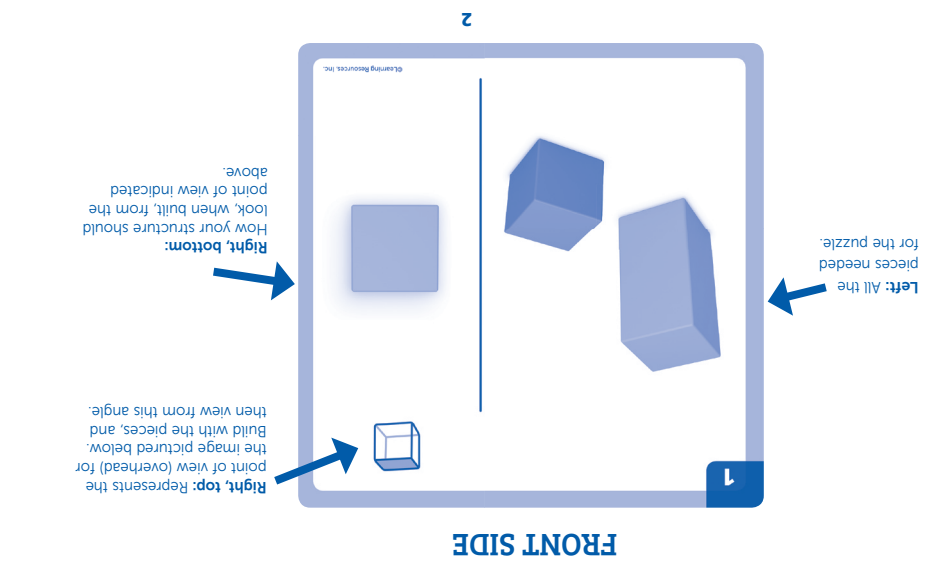 FRONT SIDE
1
Left: All the
pieces needed
for the puzzle.
Right, top: Represents the
point of view (overhead) for
the image pictured below.
Build with the pieces, and
then view from this angle.
Right, bottom:
How your structure should
look, when built, from the
point of view indicated
above.
©Learning Resources, Inc.
2